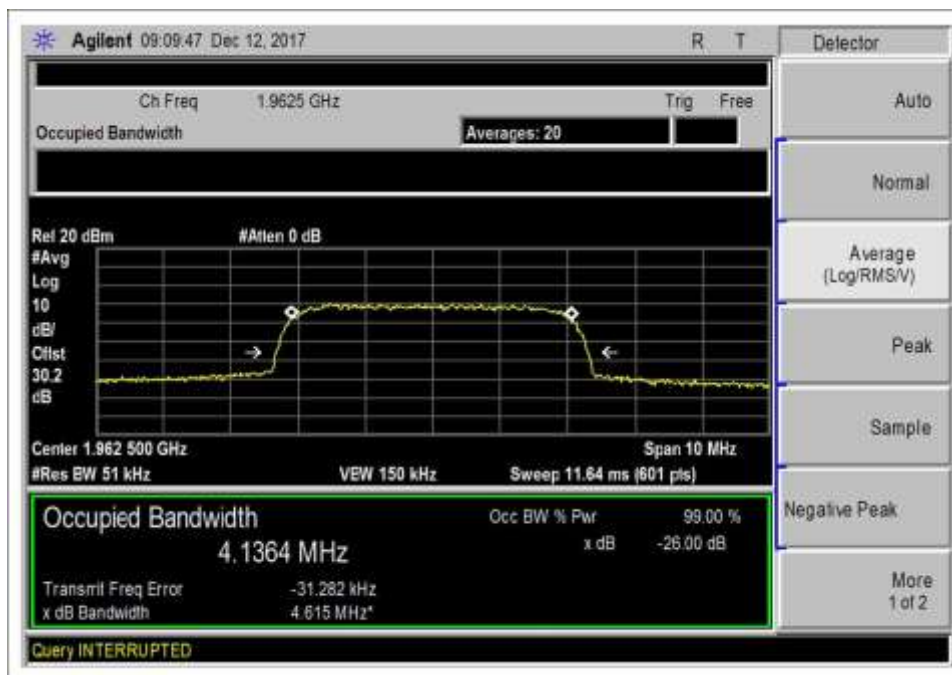 Agilent 09:09:47 Dec 12, 2017 R T
Detector
Ch Freq 1.9625 GHz Trig Free
Occupied Bandwidth Averages: 20
Auto
Normal
Average
(Log/RMS/V)
Peak
Sample
Negative Peak
More
1 of 2
Ref 20 dBm #Atten 0 dB
#Avg
Log
10
dB/
Offst
30.2
dB
Center 1.962 500 GHz Span 10 MHz
#Res BW 51 kHz VBW 150 kHz Sweep 11.64 ms (601 pts)
Occupied Bandwidth Occ BW % Pwr 99.00 %
4.1364 MHz x dB -26.00 dB
Transmit Freq Error -31.282 kHz
x dB Bandwidth 4.615 MHz*
Query INTERRUPTED